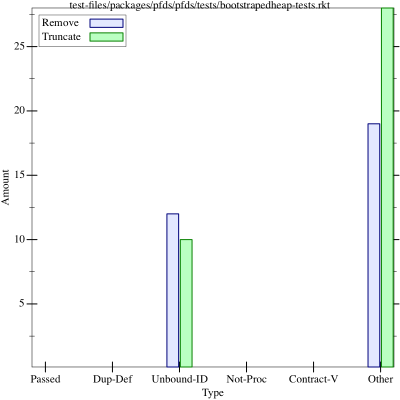 test-files/packages/pfds/pfds/tests/bootstrapedheap-tests.rkt
Remove
Truncate
25
20
15
10
5
Amount
Passed Dup-Def Unbound-ID Not-Proc Contract-V Other
Type